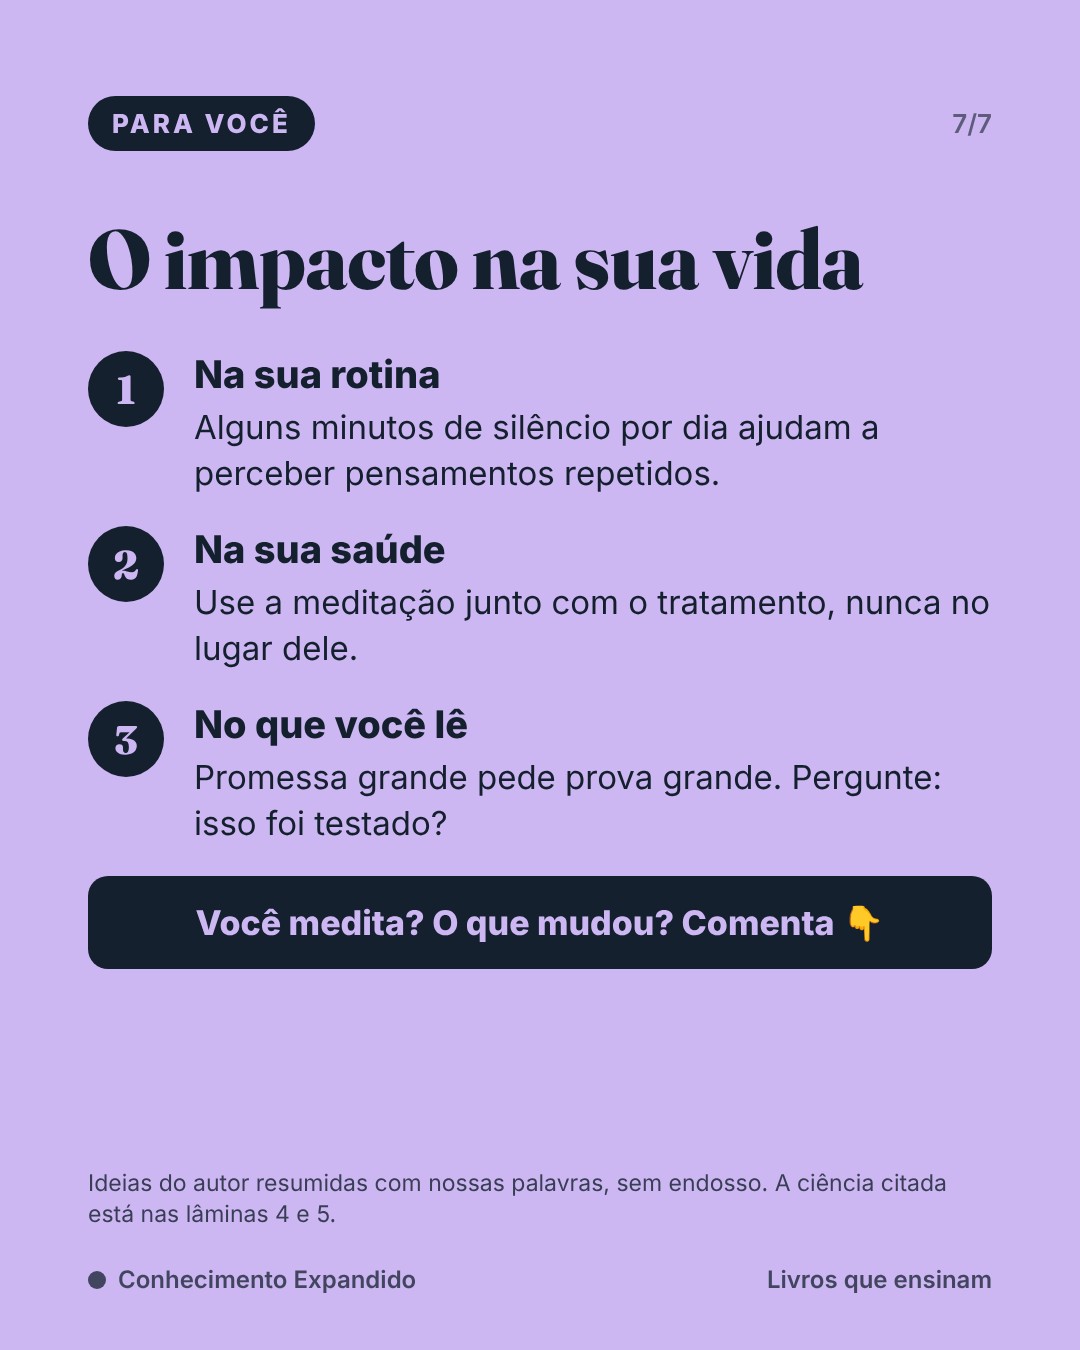 PARA VOCÊ
7/7
O impacto na sua vida
1
Na sua rotina
Alguns minutos de silêncio por dia ajudam a
perceber pensamentos repetidos.
2
Na sua saúde
Use a meditação junto com o tratamento, nunca no
lugar dele.
3
No que você lê
Promessa grande pede prova grande. Pergunte:
isso foi testado?
Você medita? O que mudou? Comenta 👇
Ideias do autor resumidas com nossas palavras, sem endosso. A ciência citada
está nas lâminas 4 e 5.
Conhecimento Expandido
Livros que ensinam